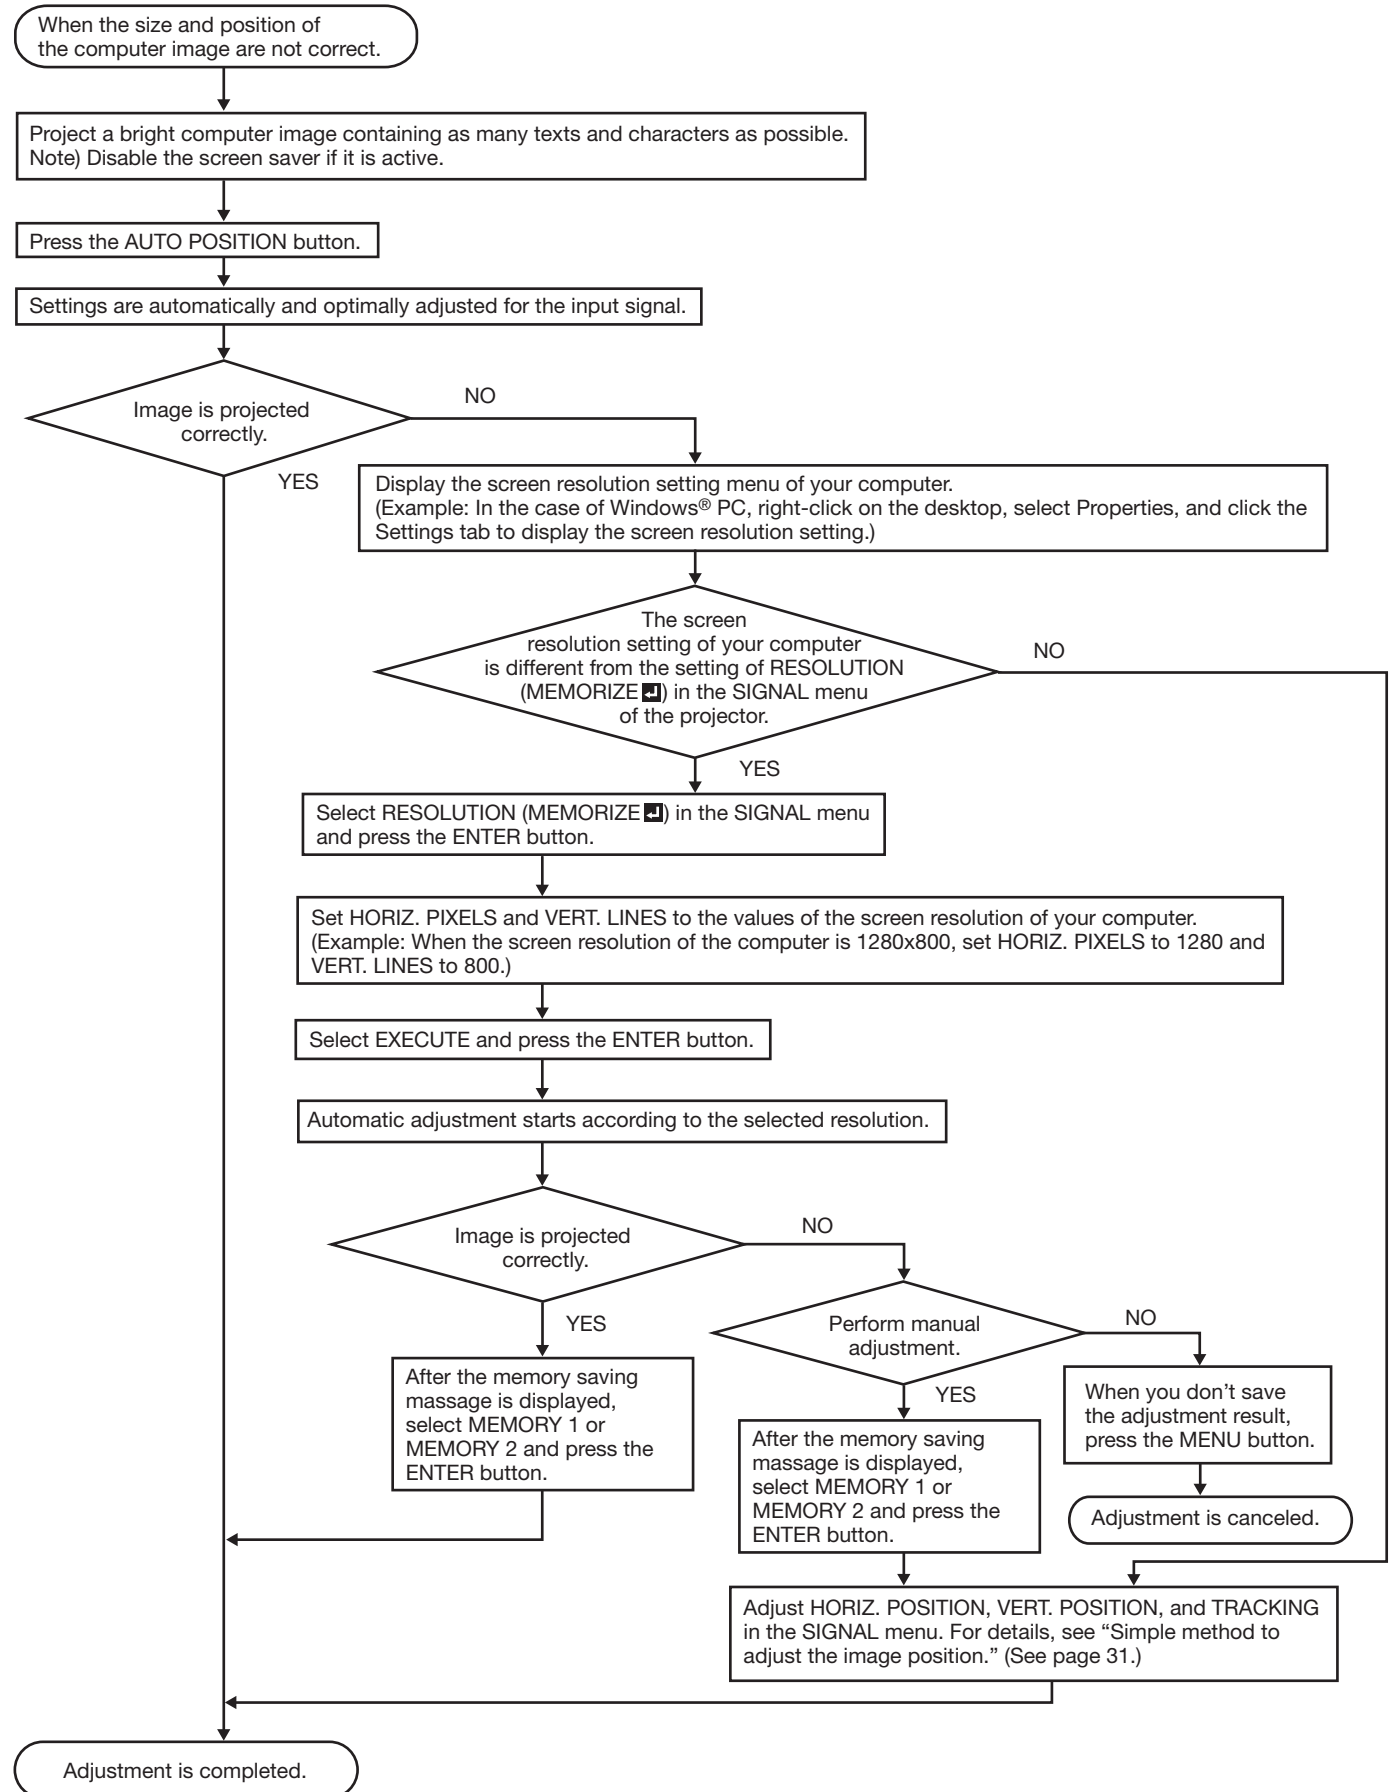 When the size and position of
the computer image are not correct.
Project a bright computer image containing as many texts and characters as possible.
Note) Disable the screen saver if it is active.
Press the AUTO POSITION button.
Settings are automatically and optimally adjusted for the input signal.
Image is projected
correctly.
NO
YES
Display the screen resolution setting menu of your computer.
(Example: In the case of Windows® PC, right-click on the desktop, select Properties, and click the
Settings tab to display the screen resolution setting.)
The screen
resolution setting of your computer
is different from the setting of RESOLUTION
(MEMORIZE ↵) in the SIGNAL menu
of the projector.
NO
YES
Select RESOLUTION (MEMORIZE ↵) in the SIGNAL menu
and press the ENTER button.
Set HORIZ. PIXELS and VERT. LINES to the values of the screen resolution of your computer.
(Example: When the screen resolution of the computer is 1280x800, set HORIZ. PIXELS to 1280 and
VERT. LINES to 800.)
Select EXECUTE and press the ENTER button.
Automatic adjustment starts according to the selected resolution.
Image is projected
correctly.
NO
YES
Perform manual
adjustment.
NO
YES
After the memory saving
massage is displayed,
select MEMORY 1 or
MEMORY 2 and press the
ENTER button.
When you don't save
the adjustment result,
press the MENU button.
After the memory saving
massage is displayed,
select MEMORY 1 or
MEMORY 2 and press the
ENTER button.
Adjustment is canceled.
Adjust HORIZ. POSITION, VERT. POSITION, and TRACKING
in the SIGNAL menu. For details, see “Simple method to
adjust the image position.” (See page 31.)
Adjustment is completed.